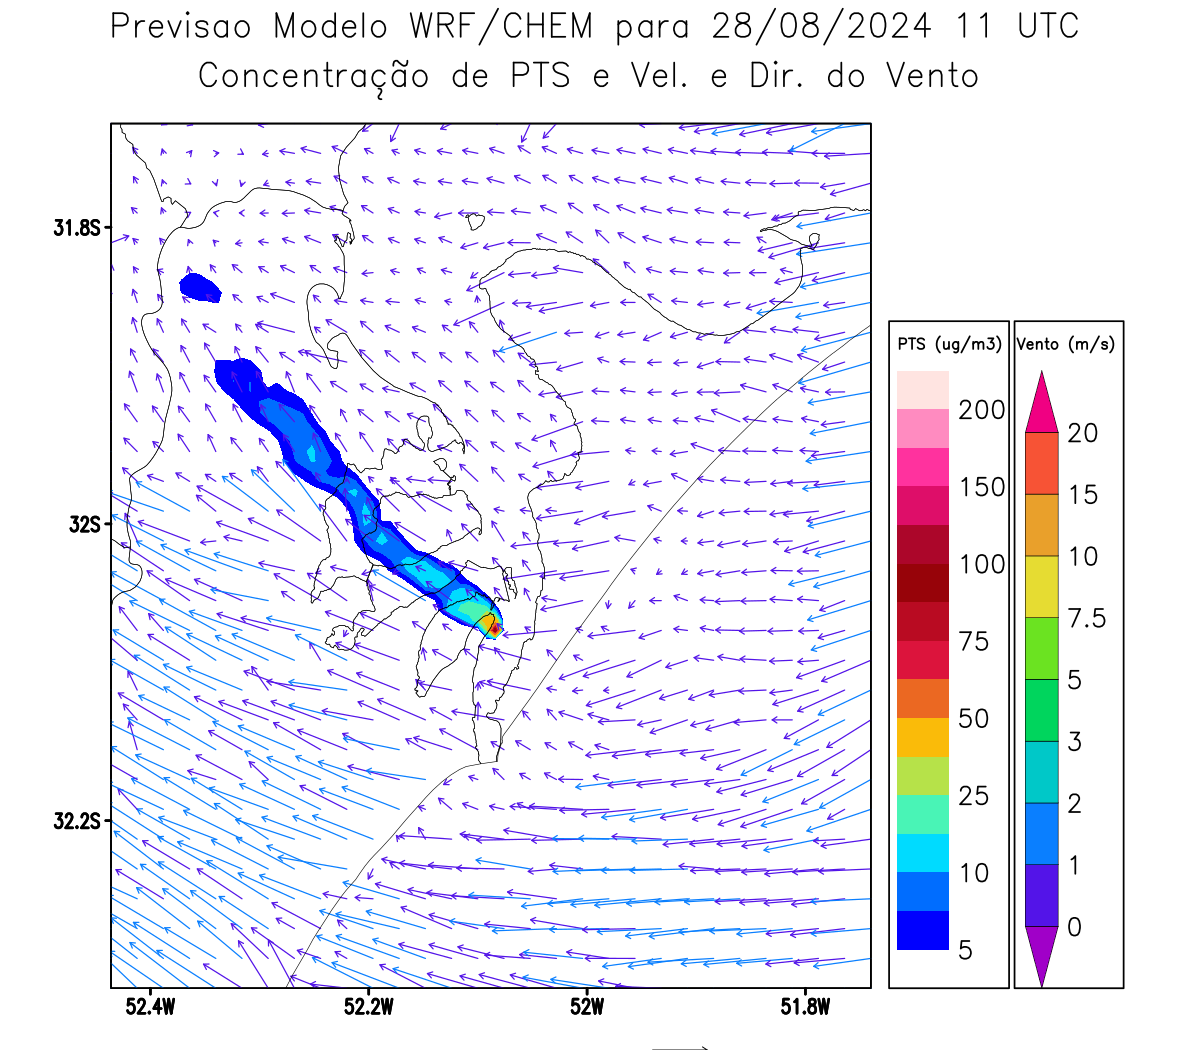 Previsao Modelo WRF/CHEM para 28/08/2024 11 UTC
Concentração de PTS e Vel. e Dir. do Vento
31.8S
32S
32.2S
52.4W 52.2W 52W 51.8W
PTS (ug/m3)
200
150
100
75
50
25
10
5
Vento (m/s)
20
15
10
7.5
5
3
2
1
0